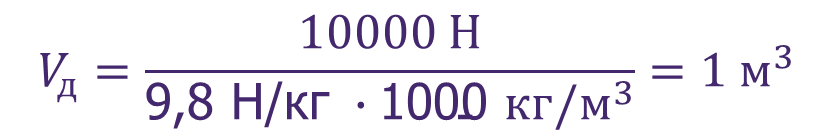 V_д = 10000 Н / (9,8 Н/кг · 1000 кг/м³) = 1 м³